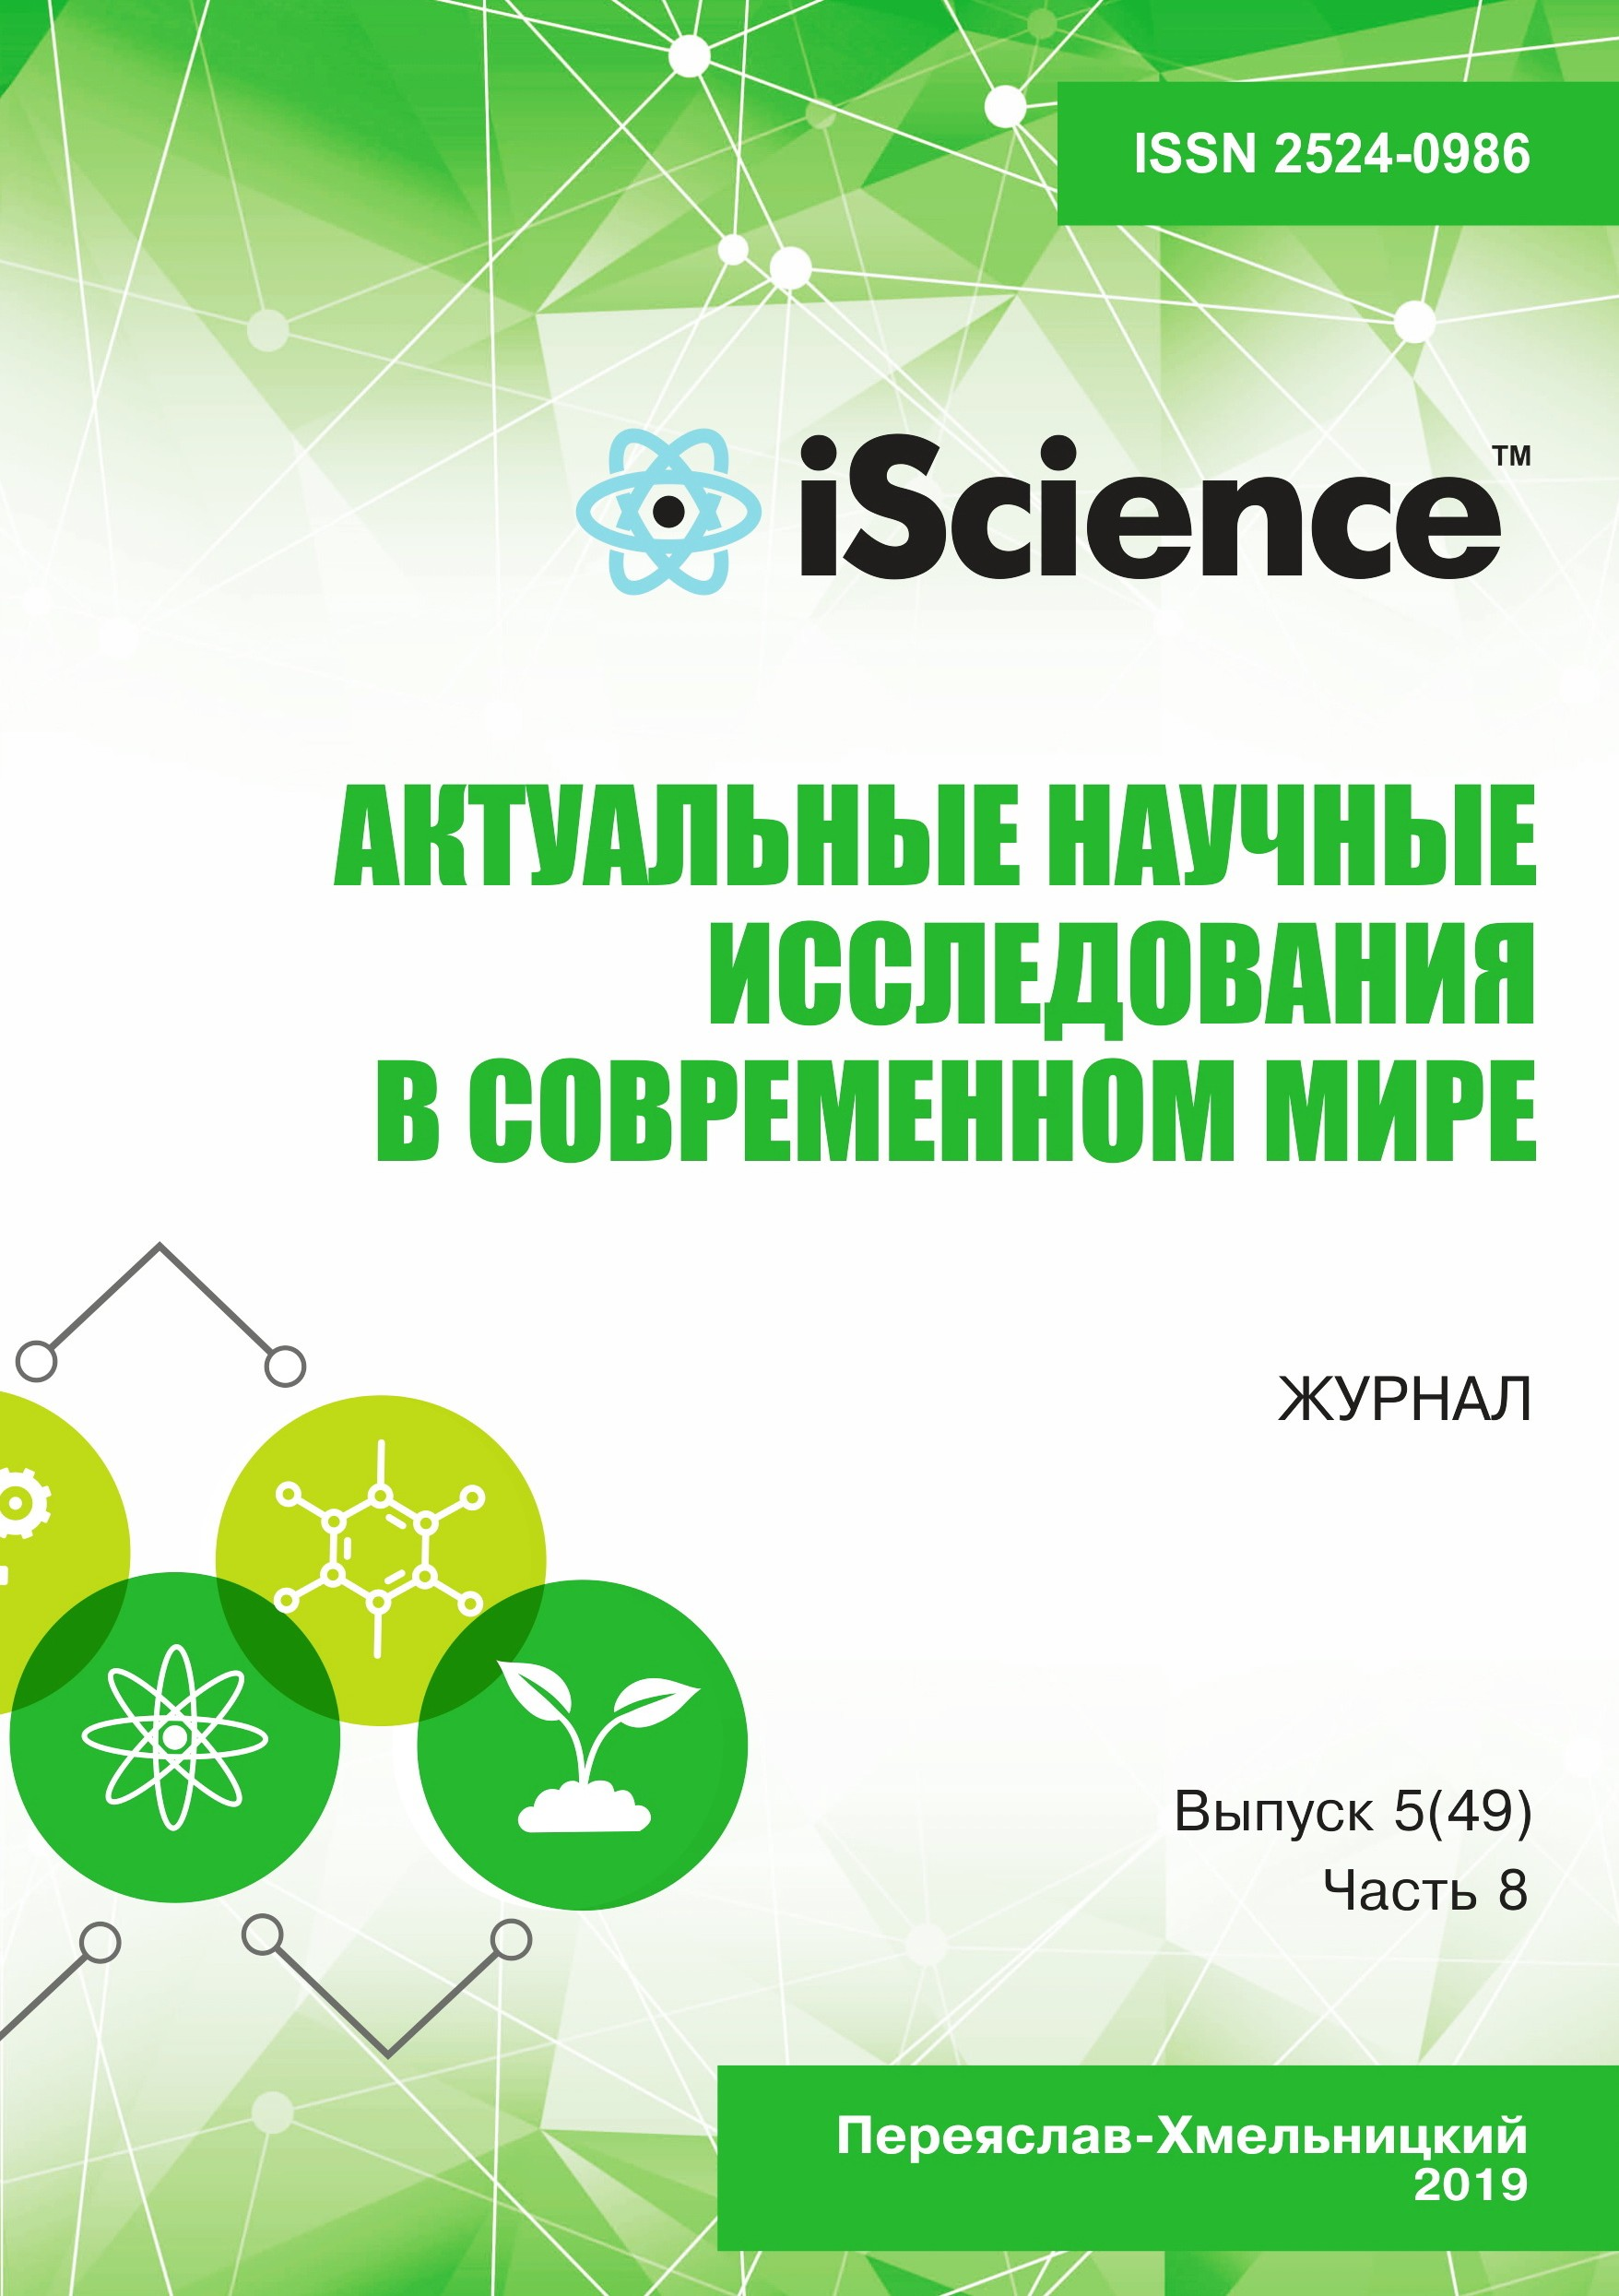 ISSN 2524-0986
iScience™
АКТУАЛЬНЫЕ НАУЧНЫЕ
ИССЛЕДОВАНИЯ
В СОВРЕМЕННОМ МИРЕ
ЖУРНАЛ
Выпуск 5(49)
Часть 8
Переяслав-Хмельницкий
2019